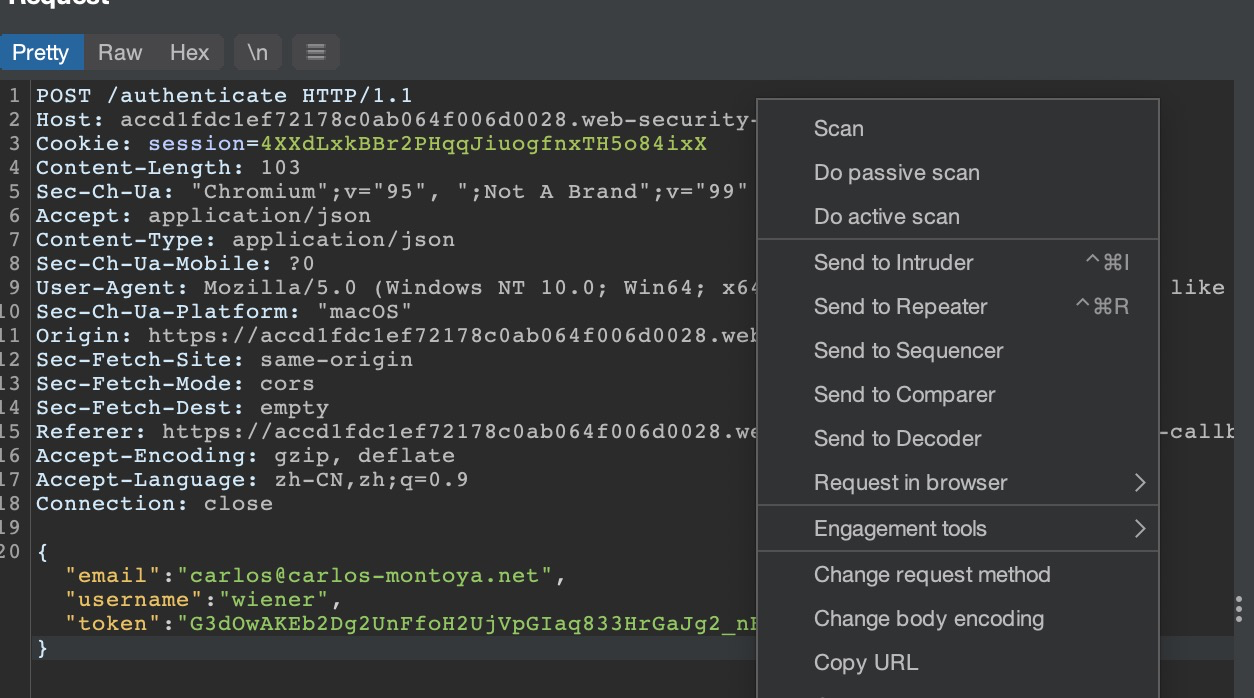 Request
Pretty Raw Hex \n
1 POST /authenticate HTTP/1.1
2 Host: accd1fdc1ef72178c0ab064f006d0028.web-security-
3 Cookie: session=4XXdLxkBBr2PHqqJiuogfnxTH5o84ixX
4 Content-Length: 103
5 Sec-Ch-Ua: "Chromium";v="95", ";Not A Brand";v="99"
6 Accept: application/json
7 Content-Type: application/json
8 Sec-Ch-Ua-Mobile: ?0
9 User-Agent: Mozilla/5.0 (Windows NT 10.0; Win64; x64 like
10 Sec-Ch-Ua-Platform: "macOS"
11 Origin: https://accd1fdc1ef72178c0ab064f006d0028.web
12 Sec-Fetch-Site: same-origin
13 Sec-Fetch-Mode: cors
14 Sec-Fetch-Dest: empty
15 Referer: https://accd1fdc1ef72178c0ab064f006d0028.we -callb
16 Accept-Encoding: gzip, deflate
17 Accept-Language: zh-CN,zh;q=0.9
18 Connection: close
19
20 {
"email":"carlos@carlos-montoya.net",
"username":"wiener",
"token":"G3dOwAKEb2Dg2UnFfoH2UjVpGIaq833HrGaJg2_n
}
Scan
Do passive scan
Do active scan
Send to Intruder ^⌘I
Send to Repeater ^⌘R
Send to Sequencer
Send to Comparer
Send to Decoder
Request in browser
Engagement tools
Change request method
Change body encoding
Copy URL